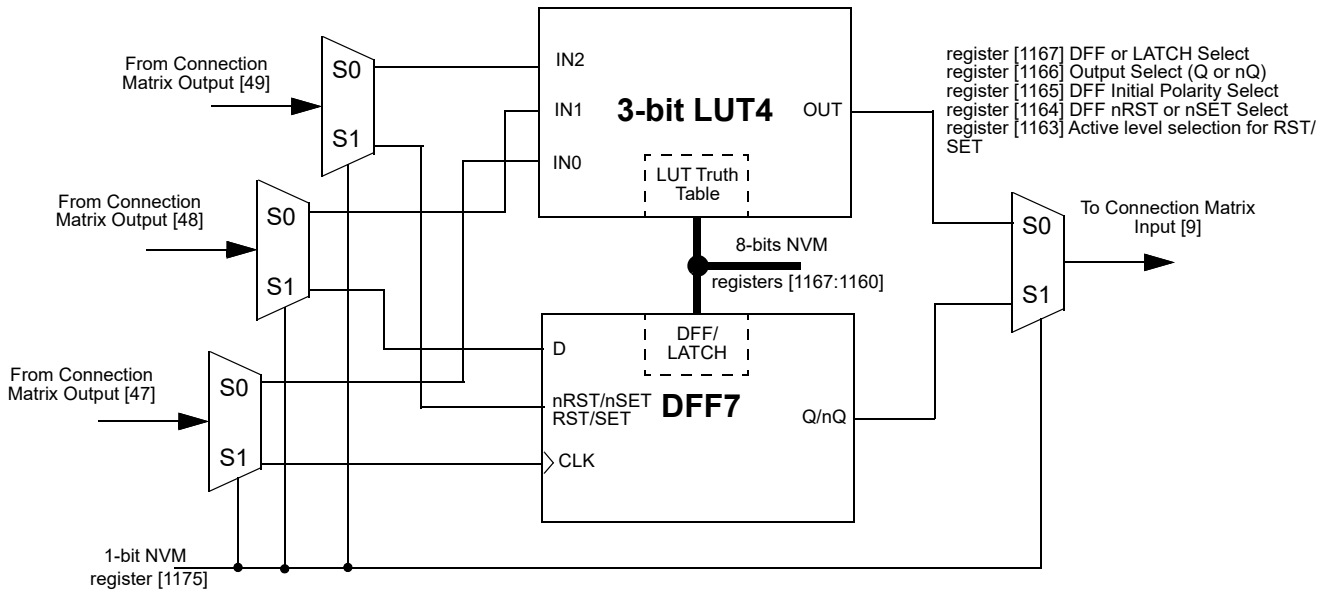 From Connection
Matrix Output [49]
S0
S1
From Connection
Matrix Output [48]
S0
S1
From Connection
Matrix Output [47]
S0
S1
1-bit NVM
register [1175]
IN2
IN1
IN0
3-bit LUT4
OUT
LUT Truth
Table
8-bits NVM
registers [1167:1160]
DFF/
LATCH
D
nRST/nSET
RST/SET
DFF7
Q/nQ
CLK
register [1167] DFF or LATCH Select
register [1166] Output Select (Q or nQ)
register [1165] DFF Initial Polarity Select
register [1164] DFF nRST or nSET Select
register [1163] Active level selection for RST/
SET
S0
S1
To Connection Matrix
Input [9]